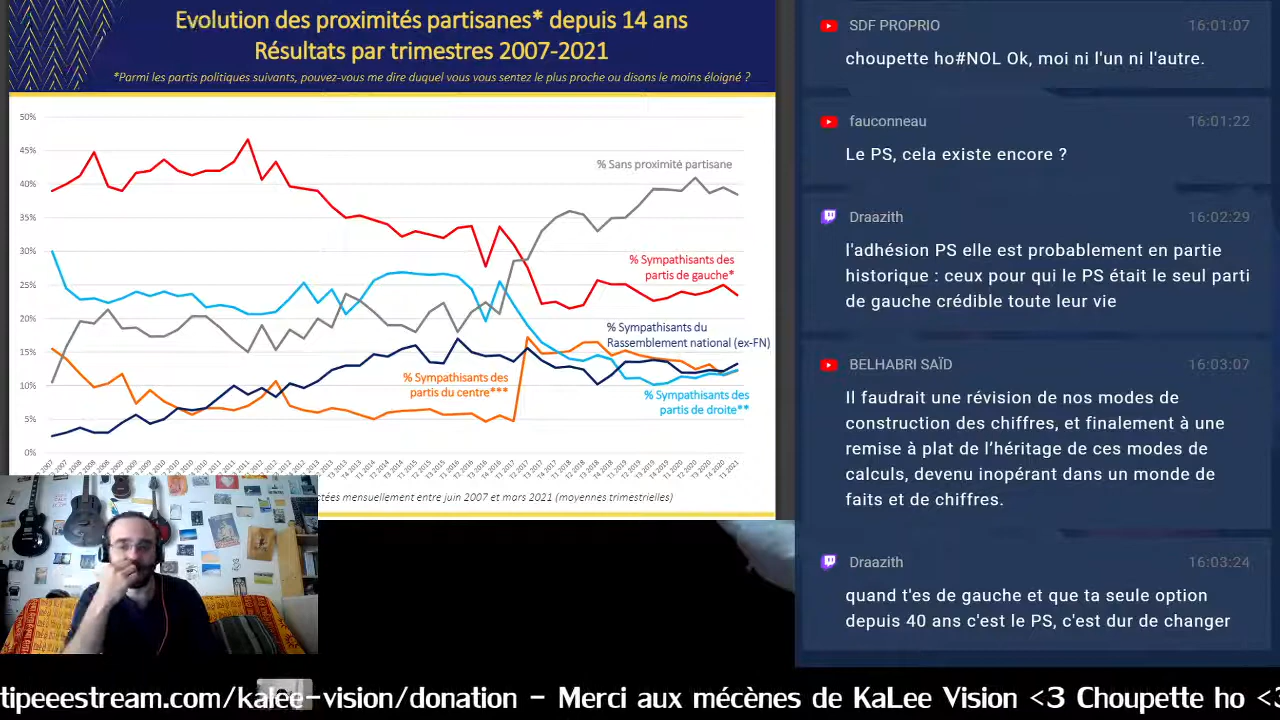 Evolution des proximités partisanes* depuis 14 ans
Résultats par trimestres 2007-2021
*Parmi les partis politiques suivants, pouvez-vous me dire duquel vous vous sentez le plus proche ou disons le moins éloigné ?
50%
45%
40%
35%
30%
25%
20%
15%
10%
5%
0%
% Sans proximité partisane
% Sympathisants des
partis de gauche*
% Sympathisants du
Rassemblement national (ex-FN)
% Sympathisants des
partis du centre***
% Sympathisants des
partis de droite**
ctées mensuellement entre juin 2007 et mars 2021 (moyennes trimestrielles)
SDF PROPRIO 16:01:07
choupette ho#NOL Ok, moi ni l'un ni l'autre.
fauconneau 16:01:22
Le PS, cela existe encore ?
Draazith 16:02:29
l'adhésion PS elle est probablement en partie
historique : ceux pour qui le PS était le seul parti
de gauche crédible toute leur vie
BELHABRI SAÏD 16:03:07
Il faudrait une révision de nos modes de
construction des chiffres, et finalement à une
remise à plat de l’héritage de ces modes de
calculs, devenu inopérant dans un monde de
faits et de chiffres.
Draazith 16:03:24
quand t'es de gauche et que ta seule option
depuis 40 ans c'est le PS, c'est dur de changer
tipeeestream.com/kalee-vision/donation - Merci aux mécènes de KaLee Vision <3 Choupette ho <3